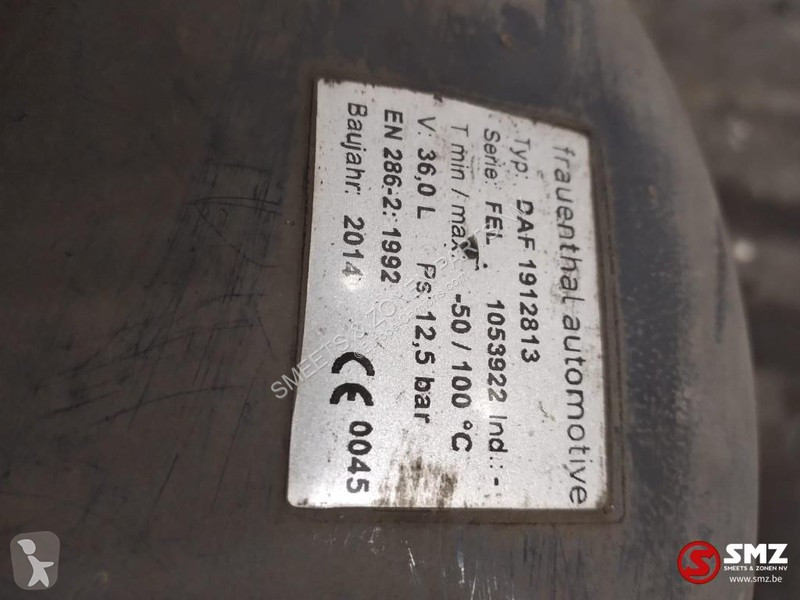 frauenthal automotive
Typ: DAF 1912813
Serie: FEL 1053922 Ind.: -
T min / max: -50 / 100 °C
V: 36,0 L Ps: 12,5 bar
EN 286-2: 1992
Baujahr: 2014 CE 0045
SMEETS & ZONEN
SMZ
SMEETS & ZONEN NV
www.smz.be